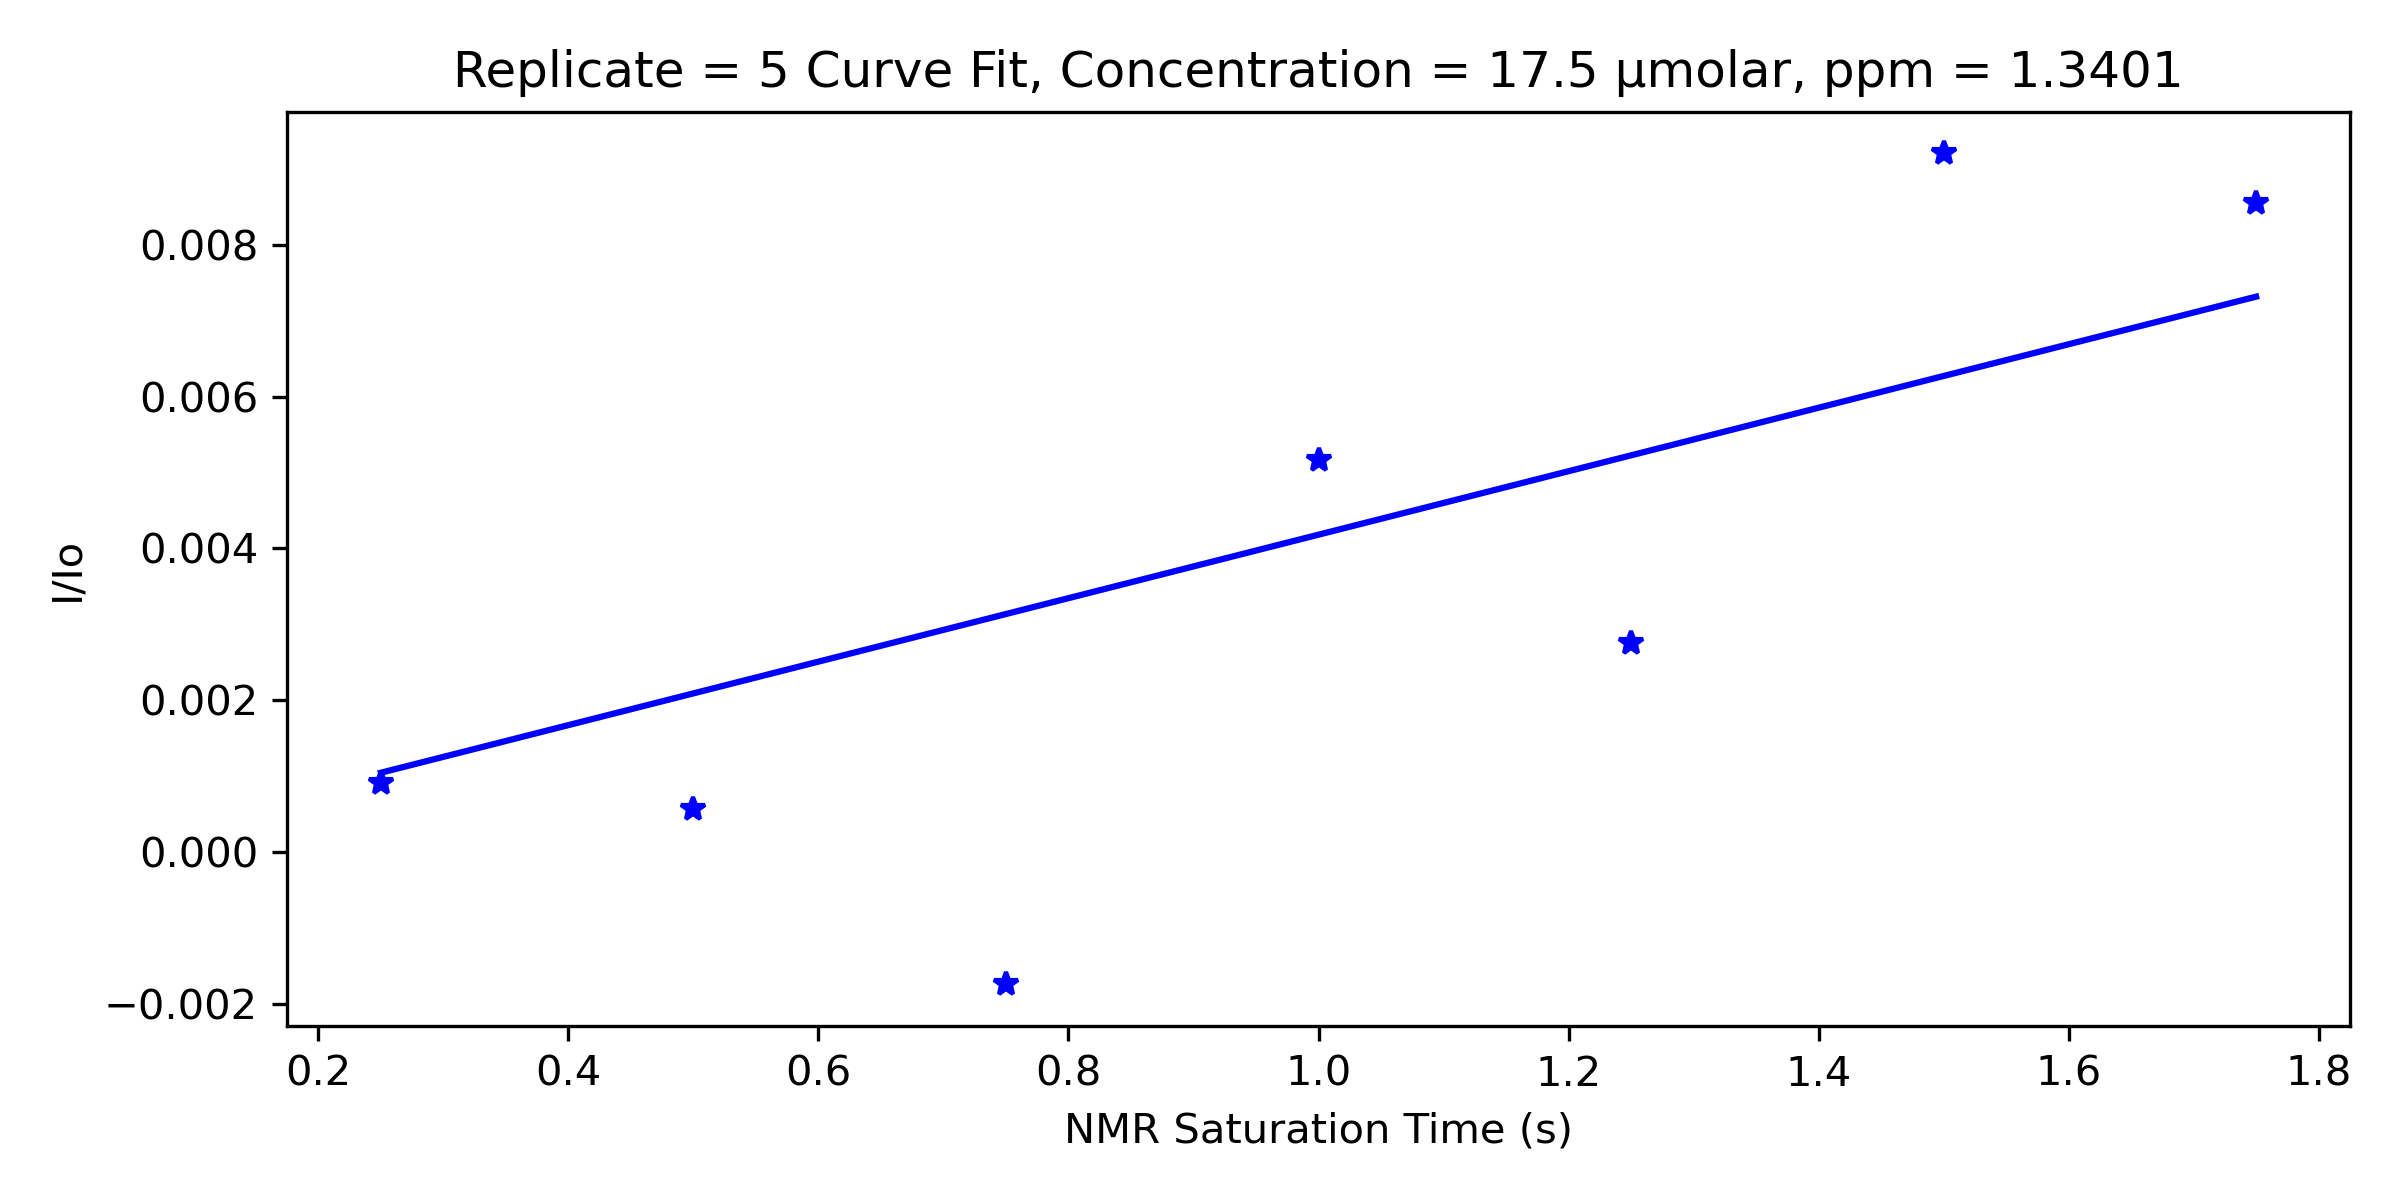 Replicate = 5 Curve Fit, Concentration = 17.5 μmolar, ppm = 1.3401
I/Io
0.008
0.006
0.004
0.002
0.000
−0.002
0.2 0.4 0.6 0.8 1.0 1.2 1.4 1.6 1.8
NMR Saturation Time (s)